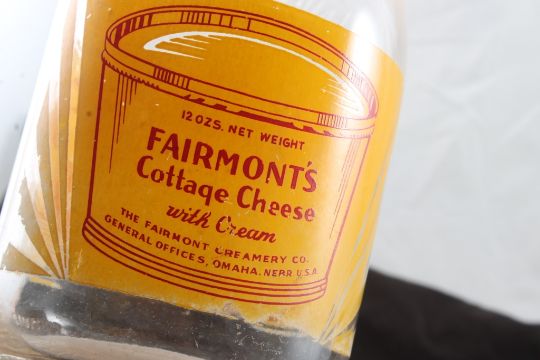 12 OZS. NET WEIGHT
FAIRMONT'S
Cottage Cheese
with Cream
THE FAIRMONT CREAMERY CO.
GENERAL OFFICES, OMAHA, NEBR. U.S.A.